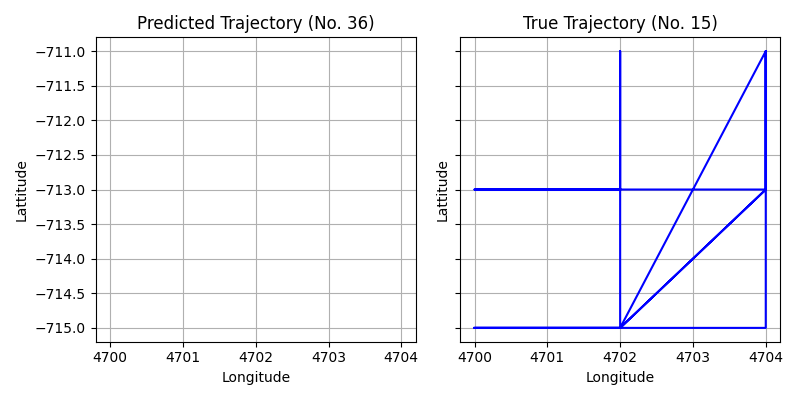 Predicted Trajectory (No. 36)
Lattitude
−711.0
−711.5
−712.0
−712.5
−713.0
−713.5
−714.0
−714.5
−715.0
4700 4701 4702 4703 4704
Longitude
True Trajectory (No. 15)
Lattitude
4700 4701 4702 4703 4704
Longitude